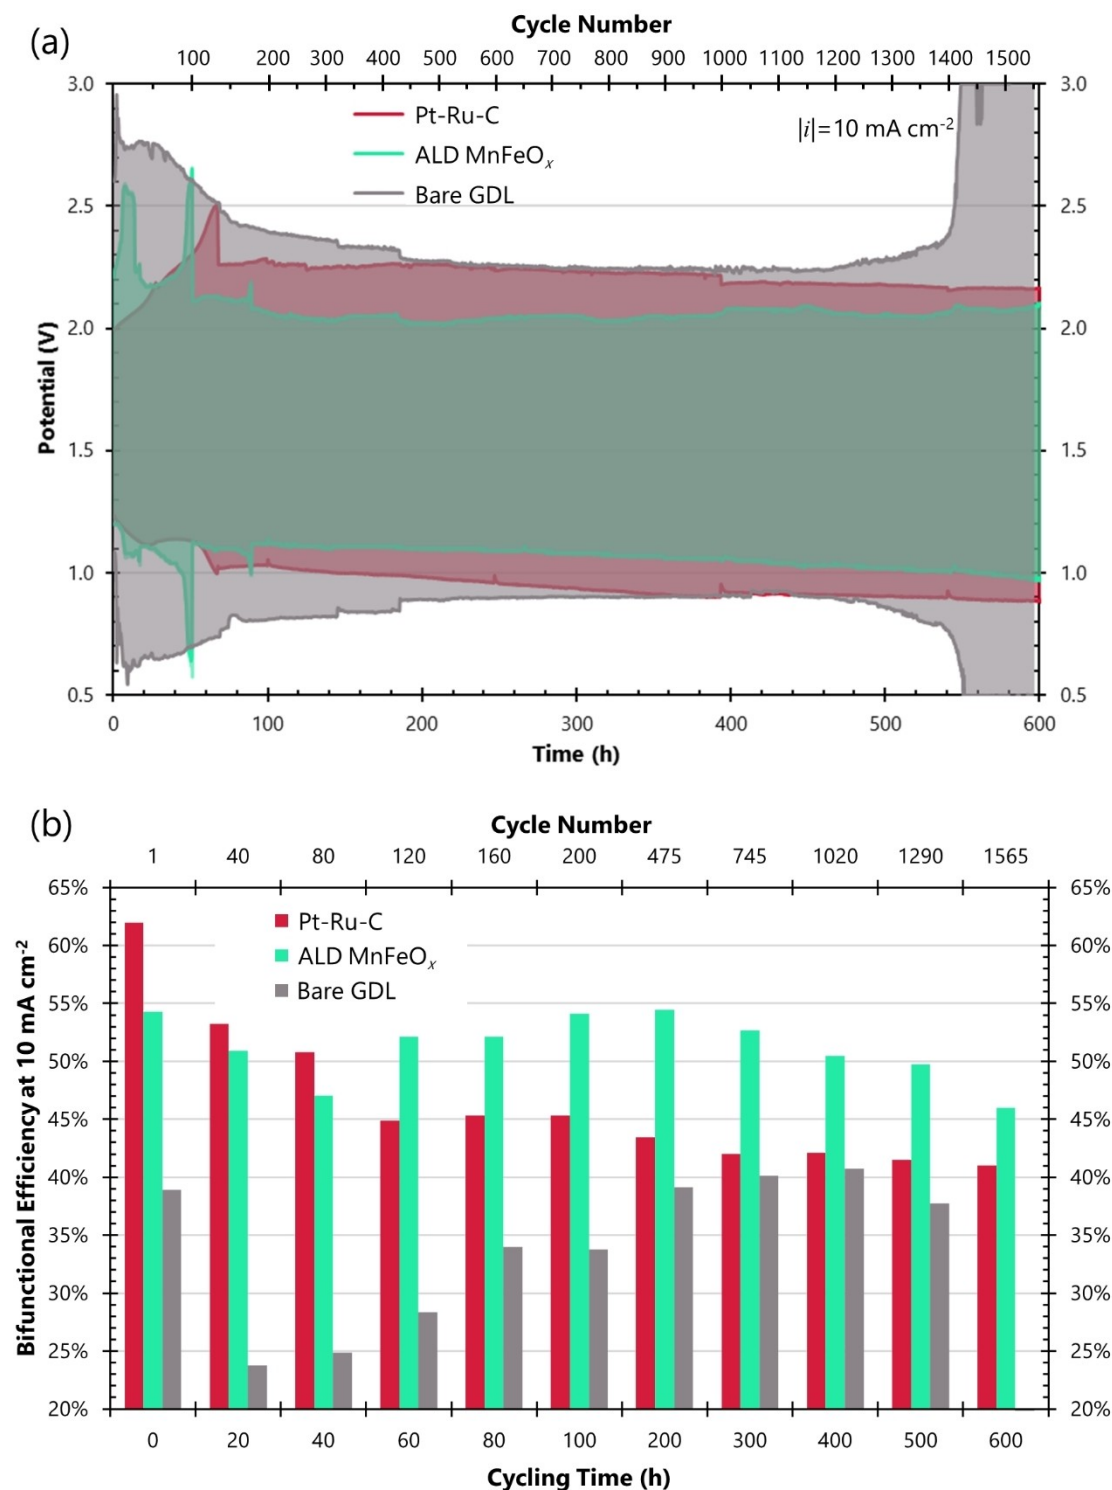 (a)
Cycle Number
100 200 300 400 500 600 700 800 900 1000 1100 1200 1300 1400 1500
3.0 3.0
Pt-Ru-C
|i|=10 mA cm-2
ALD MnFeOx
Bare GDL
2.5 2.5
2.0 2.0
Potential (V)
1.5 1.5
1.0 1.0
0.5 0.5
0 100 200 300 400 500 600
Time (h)
(b)
Cycle Number
1 40 80 120 160 200 475 745 1020 1290 1565
65% 65%
Pt-Ru-C
60% 60%
ALD MnFeOx
Bare GDL
55% 55%
50% 50%
45% 45%
Bifunctional Efficiency at 10 mA cm-2
40% 40%
35% 35%
30% 30%
25% 25%
20% 20%
0 20 40 60 80 100 200 300 400 500 600
Cycling Time (h)